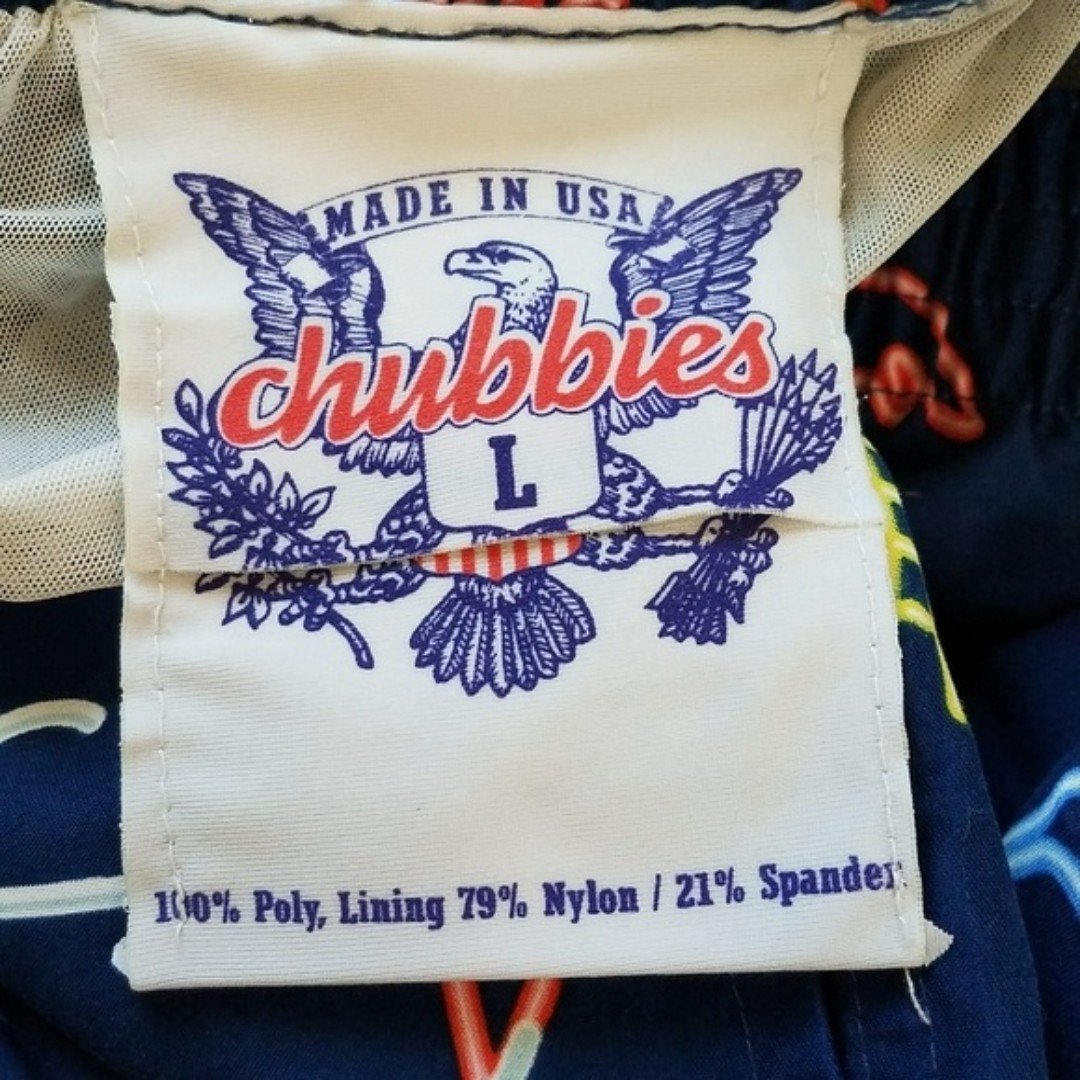 MADE IN USA
chubbies
L
100% Poly, Lining 79% Nylon / 21% Spandex